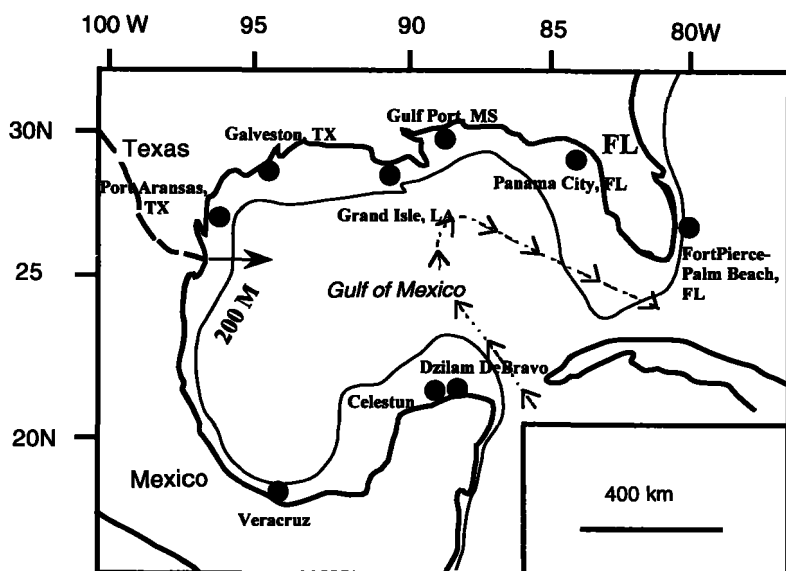 100 W 95 90 85 80W
30N
25
20N
Gulf Port, MS
Galveston, TX
Texas
FL
Port Aransas,
TX
Panama City, FL
Grand Isle, LA
FortPierce-
Palm Beach,
FL
Gulf of Mexico
200 M
Dzilam DeBravo
Celestun
Mexico
Veracruz
400 km